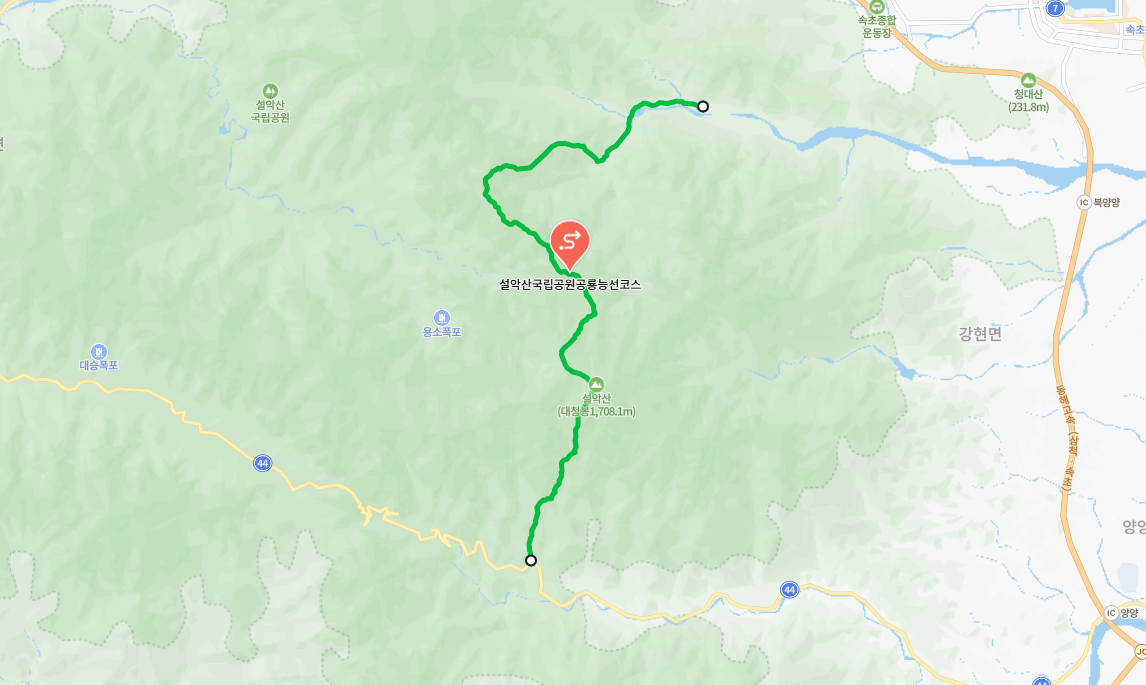 속초종합
운동장
7
속초
설악산
국립공원
청대산
(231.8m)
면
IC 북양양
설악산국립공원공룡능선코스
용소폭포
강현면
대승폭포
설악산
(대청봉1,708.1m)
동해고속 (삼척 속초)
44
양양
44
IC 양양
JC
44